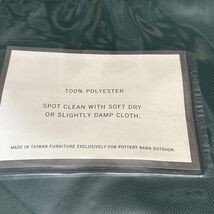 100% POLYESTER
SPOT CLEAN WITH SOFT DRY
OR SLIGHTLY DAMP CLOTH.
MADE IN TAIWAN FURNITURE EXCLUSIVELY FOR POTTERY BARN OUTDOOR